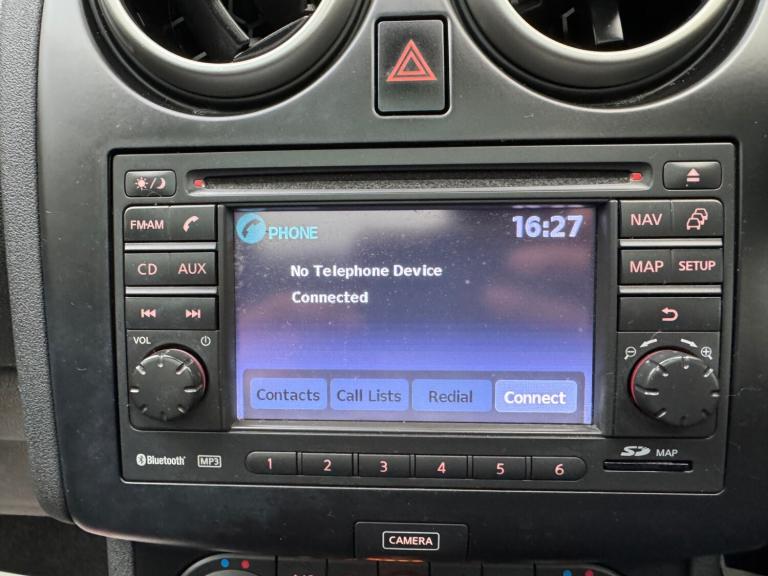 PHONE 16:27
No Telephone Device
Connected
Contacts Call Lists Redial Connect
FM·AM
CD AUX
VOL
NAV
MAP SETUP
Bluetooth MP3
1 2 3 4 5 6
SD MAP
CAMERA